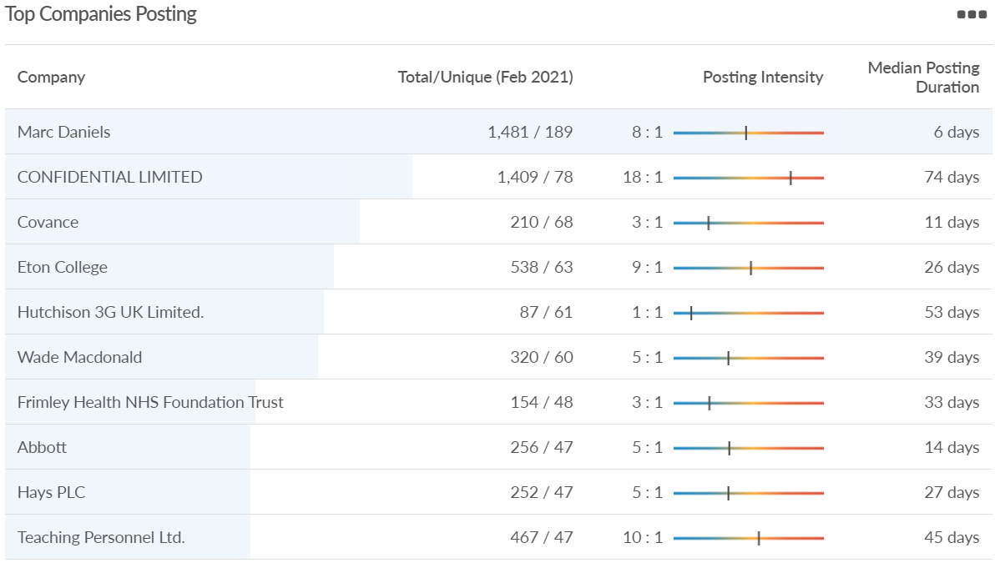 Top Companies Posting
Company Total/Unique (Feb 2021) Posting Intensity Median Posting
Duration
Marc Daniels 1,481 / 189 8 : 1 6 days
CONFIDENTIAL LIMITED 1,409 / 78 18 : 1 74 days
Covance 210 / 68 3 : 1 11 days
Eton College 538 / 63 9 : 1 26 days
Hutchison 3G UK Limited. 87 / 61 1 : 1 53 days
Wade Macdonald 320 / 60 5 : 1 39 days
Frimley Health NHS Foundation Trust 154 / 48 3 : 1 33 days
Abbott 256 / 47 5 : 1 14 days
Hays PLC 252 / 47 5 : 1 27 days
Teaching Personnel Ltd. 467 / 47 10 : 1 45 days